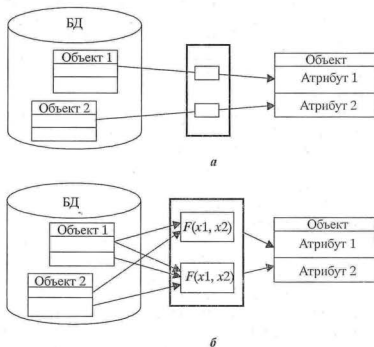 БД
Объект 1
Объект 2
Объект
Атрибут 1
Атрибут 2
а
БД
Объект 1
Объект 2
F(x1, x2)
F(x1, x2)
Объект
Атрибут 1
Атрибут 2
б